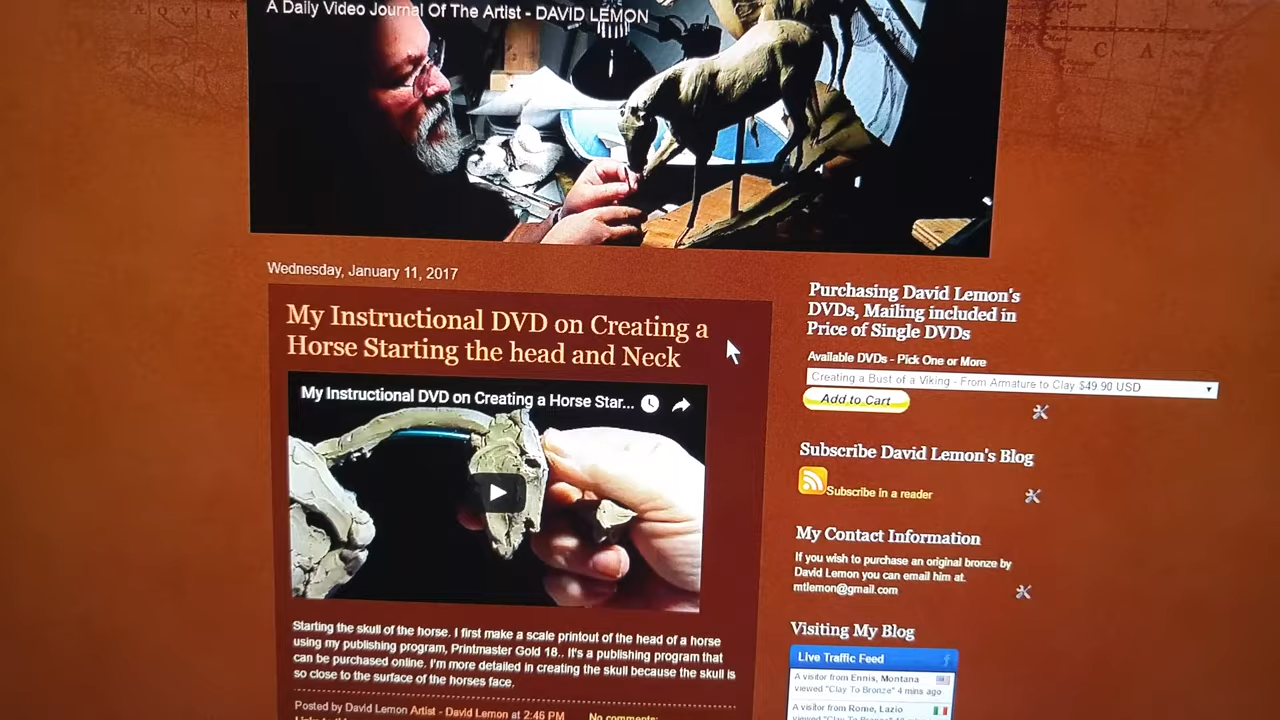 A Daily Video Journal Of The Artist - DAVID LEMON
C A
Wednesday, January 11, 2017
My Instructional DVD on Creating a
Horse Starting the head and Neck
My Instructional DVD on Creating a Horse Star...
Starting the skull of the horse. I first make a scale printout of the head of a horse
using my publishing program, Printmaster Gold 18.. It's a publishing program that
can be purchased online. I'm more detailed in creating the skull because the skull is
so close to the surface of the horses face.
Posted by David Lemon Artist - David Lemon at 2:46 PM
No comments:
Purchasing David Lemon's
DVDs, Mailing included in
Price of Single DVDs
Available DVDs - Pick One or More
Creating a Bust of a Viking - From Armature to Clay $49.90 USD
Add to Cart
Subscribe David Lemon's Blog
Subscribe in a reader
My Contact Information
If you wish to purchase an original bronze by
David Lemon you can email him at.
mtlemon@gmail.com
Visiting My Blog
Live Traffic Feed
A visitor from Ennis, Montana
viewed "Clay To Bronze" 4 mins ago
A visitor from Rome, Lazio
viewed "Clay To Bronze"